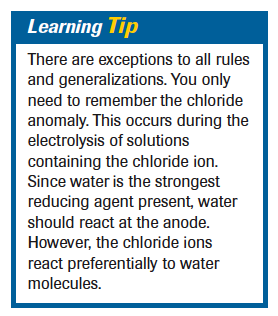 Learning Tip
There are exceptions to all rules
and generalizations. You only
need to remember the chloride
anomaly. This occurs during the
electrolysis of solutions
containing the chloride ion.
Since water is the strongest
reducing agent present, water
should react at the anode.
However, the chloride ions
react preferentially to water
molecules.